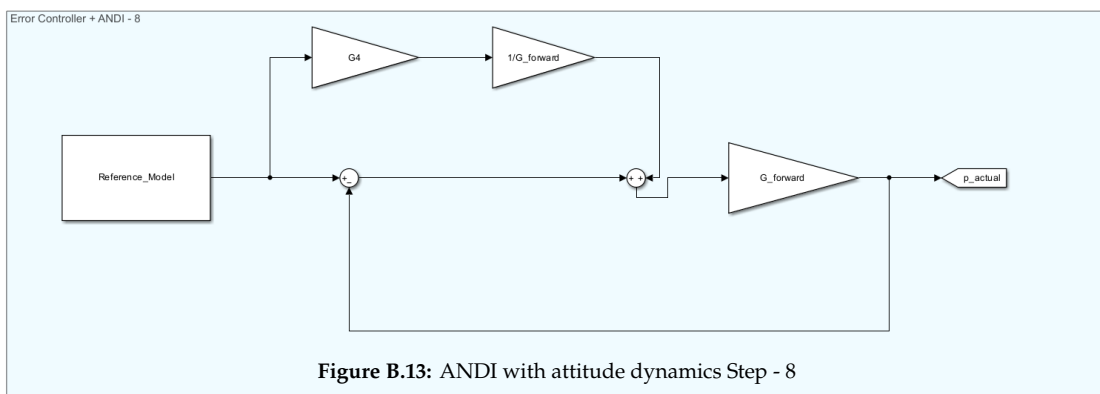 Error Controller + ANDI - 8
G4
1/G_forward
Reference_Model
+
-
+ +
G_forward
p_actual
Figure B.13: ANDI with attitude dynamics Step - 8